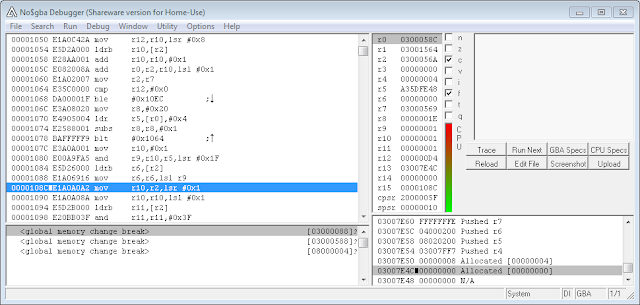 No$gba Debugger (Shareware version for Home-Use)
File Search Run Debug Window Utility Options Help
00001050 E1A0C42A mov r12,r10,lsr #0x8
00001054 E5D2A000 ldrb r10,[r2]
00001058 E28AA001 add r10,r10,#0x1
0000105C E082008A add r0,r2,r10,lsl #0x1
00001060 E1A02007 mov r2,r7
00001064 E35C0000 cmp r12,#0x0
00001068 DA00001F ble #0x10EC ;↓
0000106C E3A08020 mov r8,#0x20
00001070 E4905004 ldr r5,[r0],#0x4
00001074 E2588001 subs r8,r8,#0x1
00001078 BAFFFFF9 blt #0x1064 ;↑
0000107C E3A0A001 mov r10,#0x1
00001080 E00A9FA5 and r9,r10,r5,lsr #0x1F
00001084 E5D26000 ldrb r6,[r2]
00001088 E1A06916 mov r6,r6,lsl r9
0000108C E1A0A0A2 mov r10,r2,lsr #0x1
00001090 E1A0A08A mov r10,r10,lsl #0x1
00001094 E5D2B000 ldrb r11,[r2]
00001098 E20BB03F and r11,r11,#0x3F
<global memory change break> [03000088]?
<global memory change break> [03000588]?
<global memory change break> [08000004]?
r0 0300058C
r1 03001564
r2 0300056A
r3 00000000
r4 00000004
r5 A35DFE48
r6 00000000
r7 03000569
r8 0000001E
r9 00000001
r10 00000001
r11 00000001
r12 000000D4
r13 03007E4C
r14 00000000
r15 0000108C
cpsr 2000005F
spsr 00000010
n
z
c
v
i
f
t
q
C
P
U
Trace Run Next GBA Specs CPU Specs
Reload Edit File Screenshot Upload
03007E60 FFFFFFFE Pushed r7
03007E5C 04000200 Pushed r6
03007E58 08020200 Pushed r5
03007E54 03007FF7 Pushed r4
03007E50 00000008 Allocated [00000004]
03007E4C 00000000 Allocated [00000000]
03007E48 00000000 N/A
System DI GBA 1/1